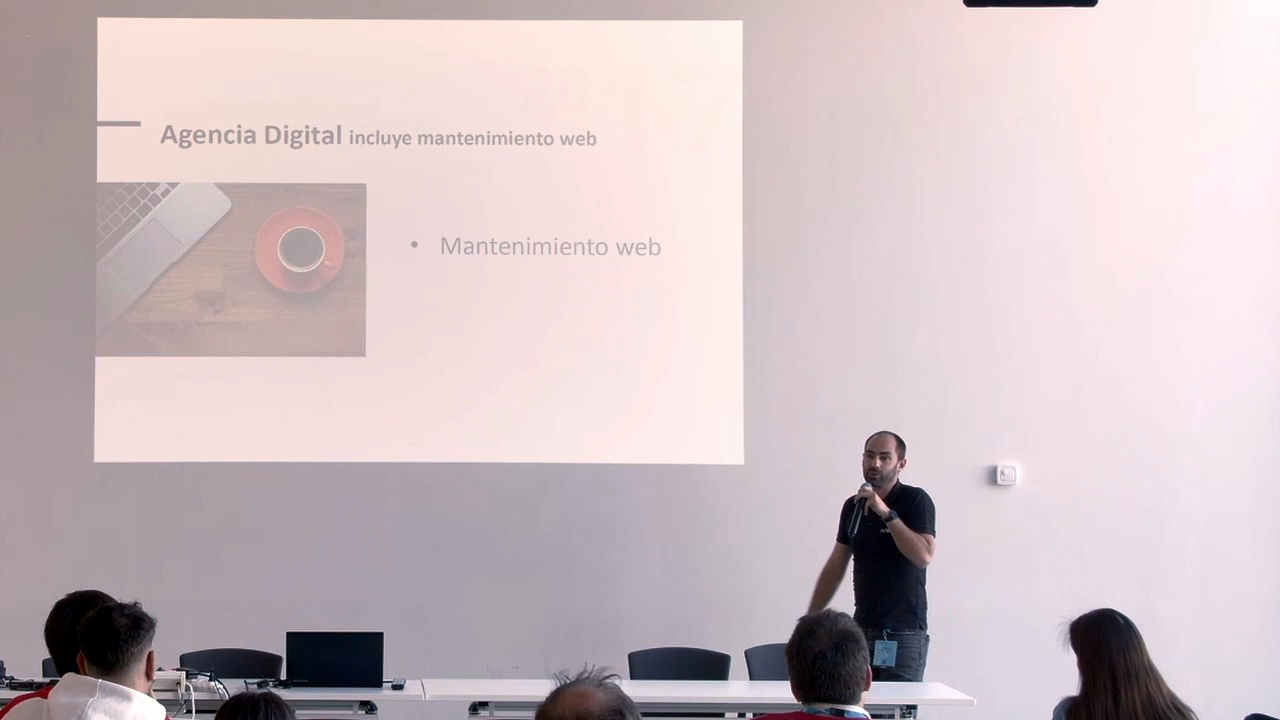 Agencia Digital incluye mantenimiento web
• Mantenimiento web